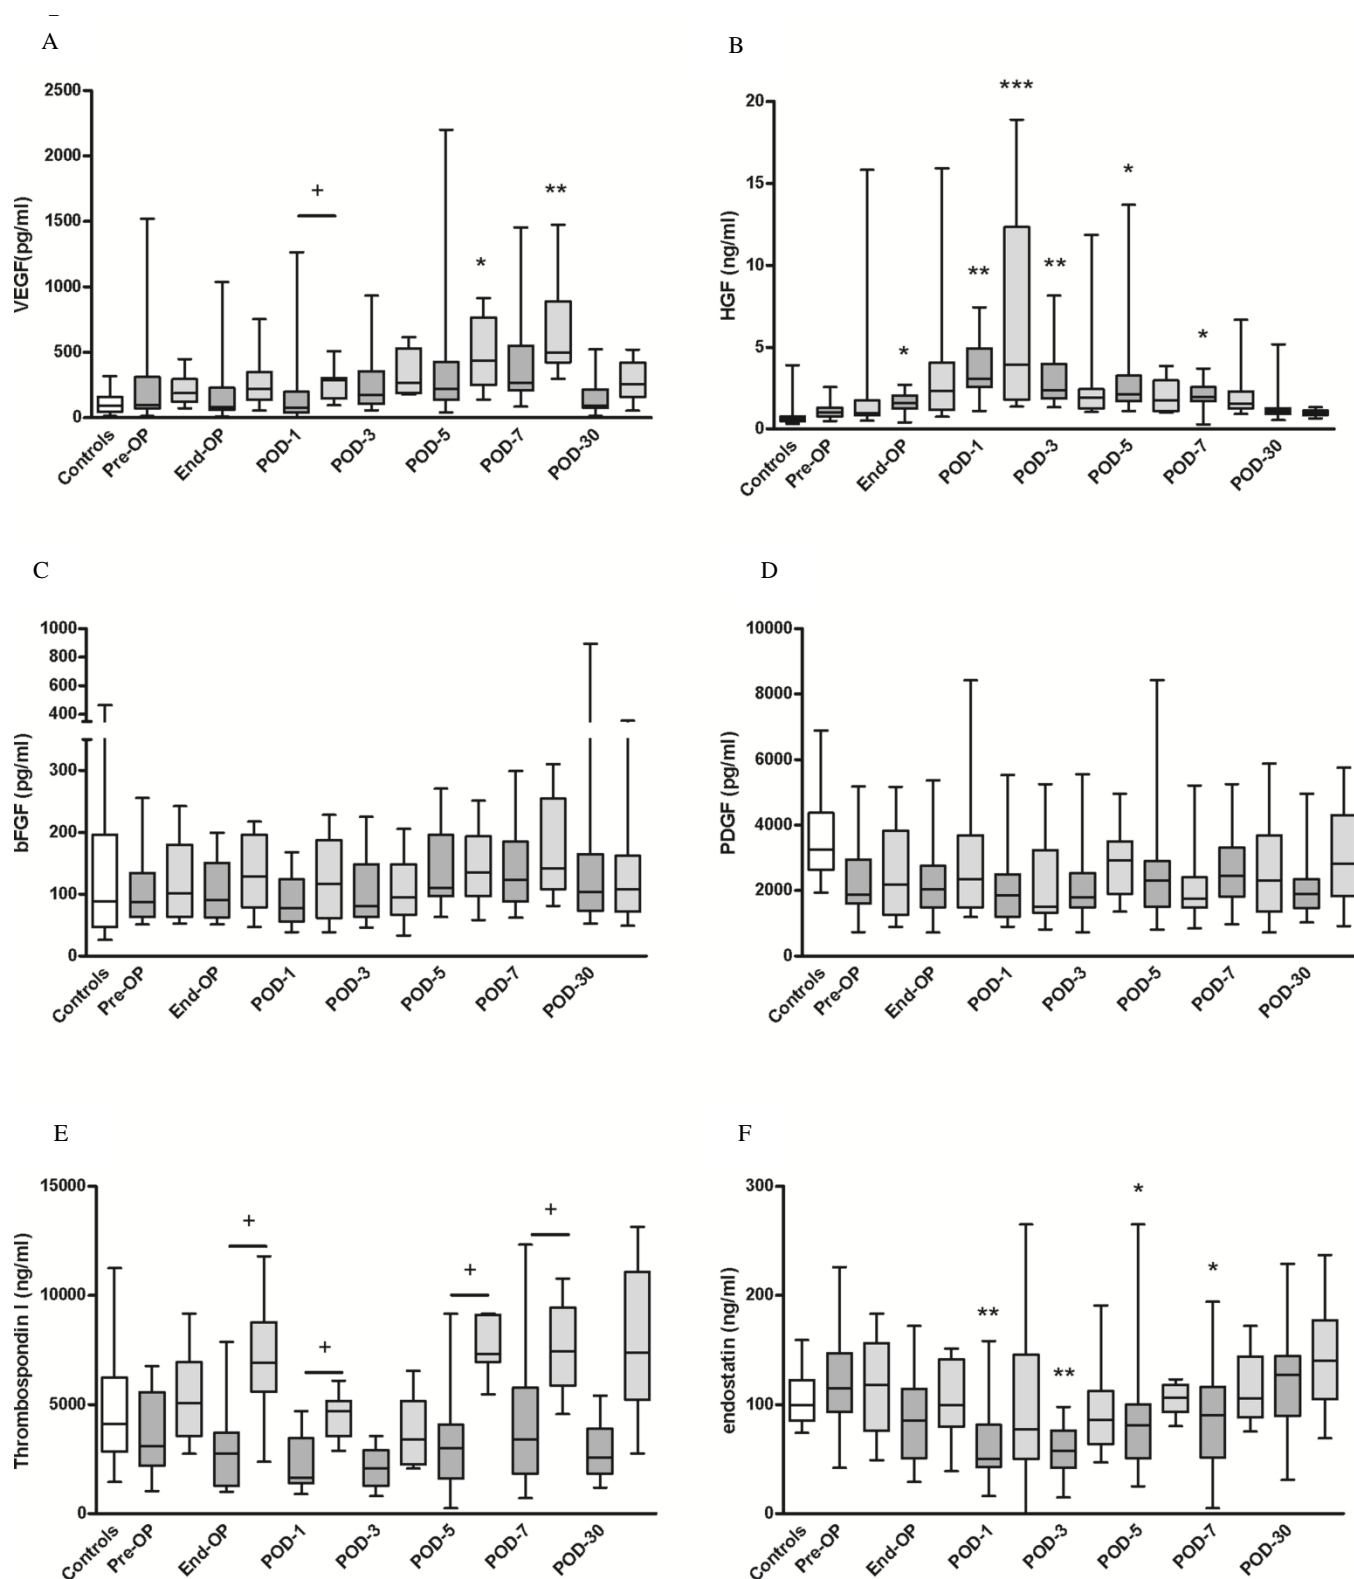 A
B
2500
2000
1500
1000
500
0
VEGF(pg/ml)
+
*
**
Controls
Pre-OP
End-OP
POD-1
POD-3
POD-5
POD-7
POD-30
20
15
10
5
0
HGF (ng/ml)
*
**
***
**
*
*
Controls
Pre-OP
End-OP
POD-1
POD-3
POD-5
POD-7
POD-30
C
D
1000
800
600
400
300
200
100
0
bFGF (pg/ml)
Controls
Pre-OP
End-OP
POD-1
POD-3
POD-5
POD-7
POD-30
10000
8000
6000
4000
2000
0
PDGF (pg/ml)
Controls
Pre-OP
End-OP
POD-1
POD-3
POD-5
POD-7
POD-30
E
F
15000
10000
5000
0
Thrombospondin I (ng/ml)
+
+
+
+
Controls
Pre-OP
End-OP
POD-1
POD-3
POD-5
POD-7
POD-30
300
200
100
0
endostatin (ng/ml)
**
**
*
*
Controls
Pre-OP
End-OP
POD-1
POD-3
POD-5
POD-7
POD-30